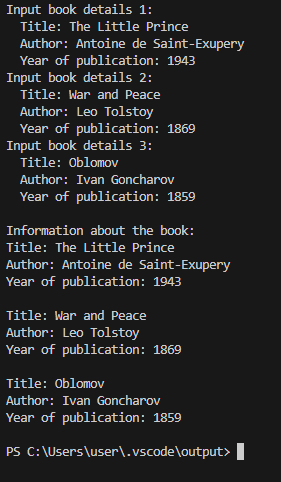 Input book details 1:
  Title: The Little Prince
  Author: Antoine de Saint-Exupery
  Year of publication: 1943
Input book details 2:
  Title: War and Peace
  Author: Leo Tolstoy
  Year of publication: 1869
Input book details 3:
  Title: Oblomov
  Author: Ivan Goncharov
  Year of publication: 1859

Information about the book:
Title: The Little Prince
Author: Antoine de Saint-Exupery
Year of publication: 1943

Title: War and Peace
Author: Leo Tolstoy
Year of publication: 1869

Title: Oblomov
Author: Ivan Goncharov
Year of publication: 1859

PS C:\Users\user\.vscode\output>